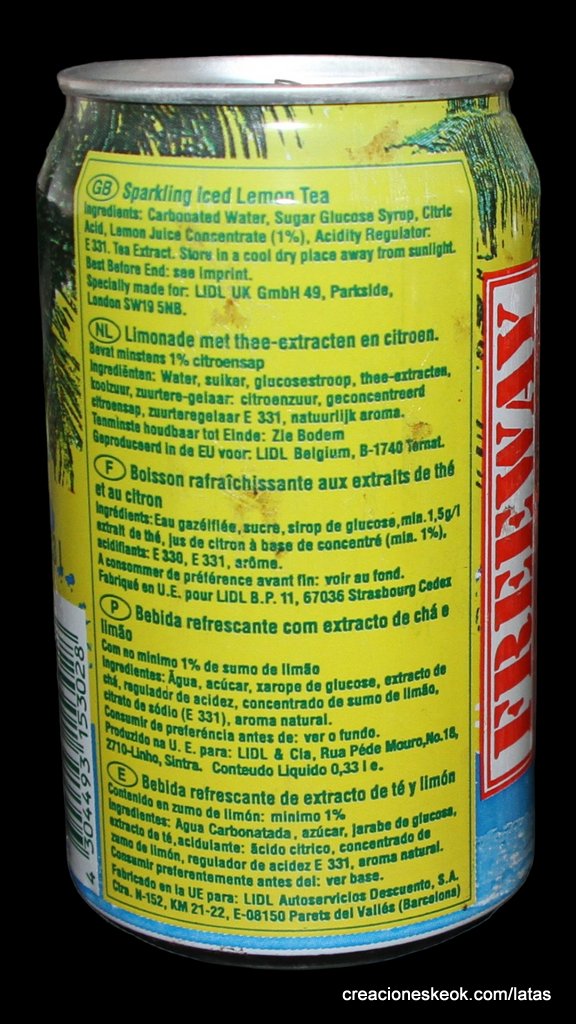 GB Sparkling Iced Lemon Tea
Ingredients: Carbonated Water, Sugar Glucose Syrup, Citric
Acid, Lemon Juice Concentrate (1%), Acidity Regulator:
E 331. Tea Extract. Store in a cool dry place away from sunlight.
Best Before End: see Imprint.
Specially made for: LIDL UK GmbH 49, Parkside,
London SW19 5NB.
NL Limonade met thee-extracten en citroen.
Bevat minstens 1% citroensap
Ingrediënten: Water, suiker, glucosestroop, thee-extracten,
koolzuur, zuurtere-gelaar: citroenzuur, geconcentreerd
citroensap, zuurteregelaar E 331, natuurlijk aroma.
Tenminste houdbaar tot Einde: Zie Bodem
Geproduceerd in de EU voor: LIDL Belgium, B-1740 Ternat.
F Boisson rafraîchissante aux extraits de thé
et au citron
Ingrédients: Eau gazéifiée, sucre, sirop de glucose, min. 1,5g/l
extrait de thé, jus de citron à base de concentré (min. 1%),
acidifiants: E 330, E 331, arôme.
A consommer de préférence avant fin: voir au fond.
Fabriqué en U.E. pour LIDL B.P. 11, 67036 Strasbourg Cedex
P Bebida refrescante com extracto de chá e
limão
Com no minimo 1% de sumo de limão
Ingredientes: Água, açúcar, xarope de glucose, extracto de
chá, regulador de acidez, concentrado de sumo de limão,
citrato de sódio (E 331), aroma natural.
Consumir de preferência antes de: ver o fundo.
Produzido na U. E. para: LIDL & Cia, Rua Péde Mouro, No.18,
2710-Linho, Sintra. Conteudo Liquido 0,33 l e.
E Bebida refrescante de extracto de té y limón
Contenido en zumo de limón: minimo 1%
Ingredientes: Agua Carbonatada, azúcar, jarabe de glucosa,
extracto de té, acidulante: ácido cítrico, concentrado de
zumo de limón, regulador de acidez E 331, aroma natural.
Consumir preferentemente antes del: ver base.
Fabricado en la UE para: LIDL Autoservicios Descuento, S.A.
Ctra. N-152, KM 21-22, E-08150 Parets del Vallés (Barcelona)
FREEWAY
4 304493 153028
creacioneskeok.com/latas